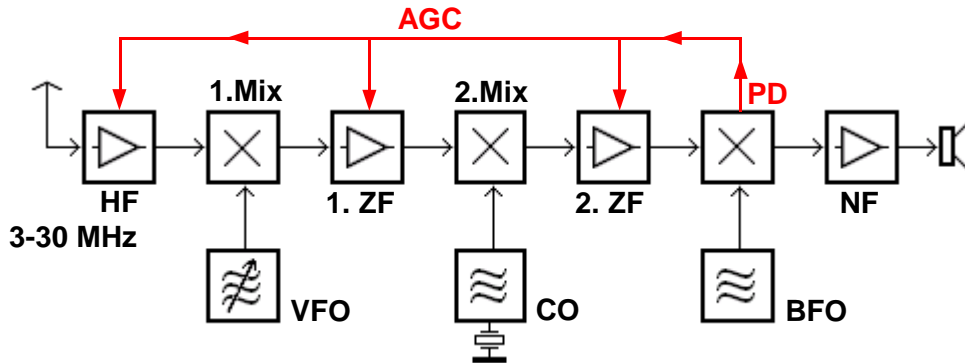 AGC
1.Mix
2.Mix
PD
HF
1. ZF
2. ZF
NF
3-30 MHz
VFO
CO
BFO